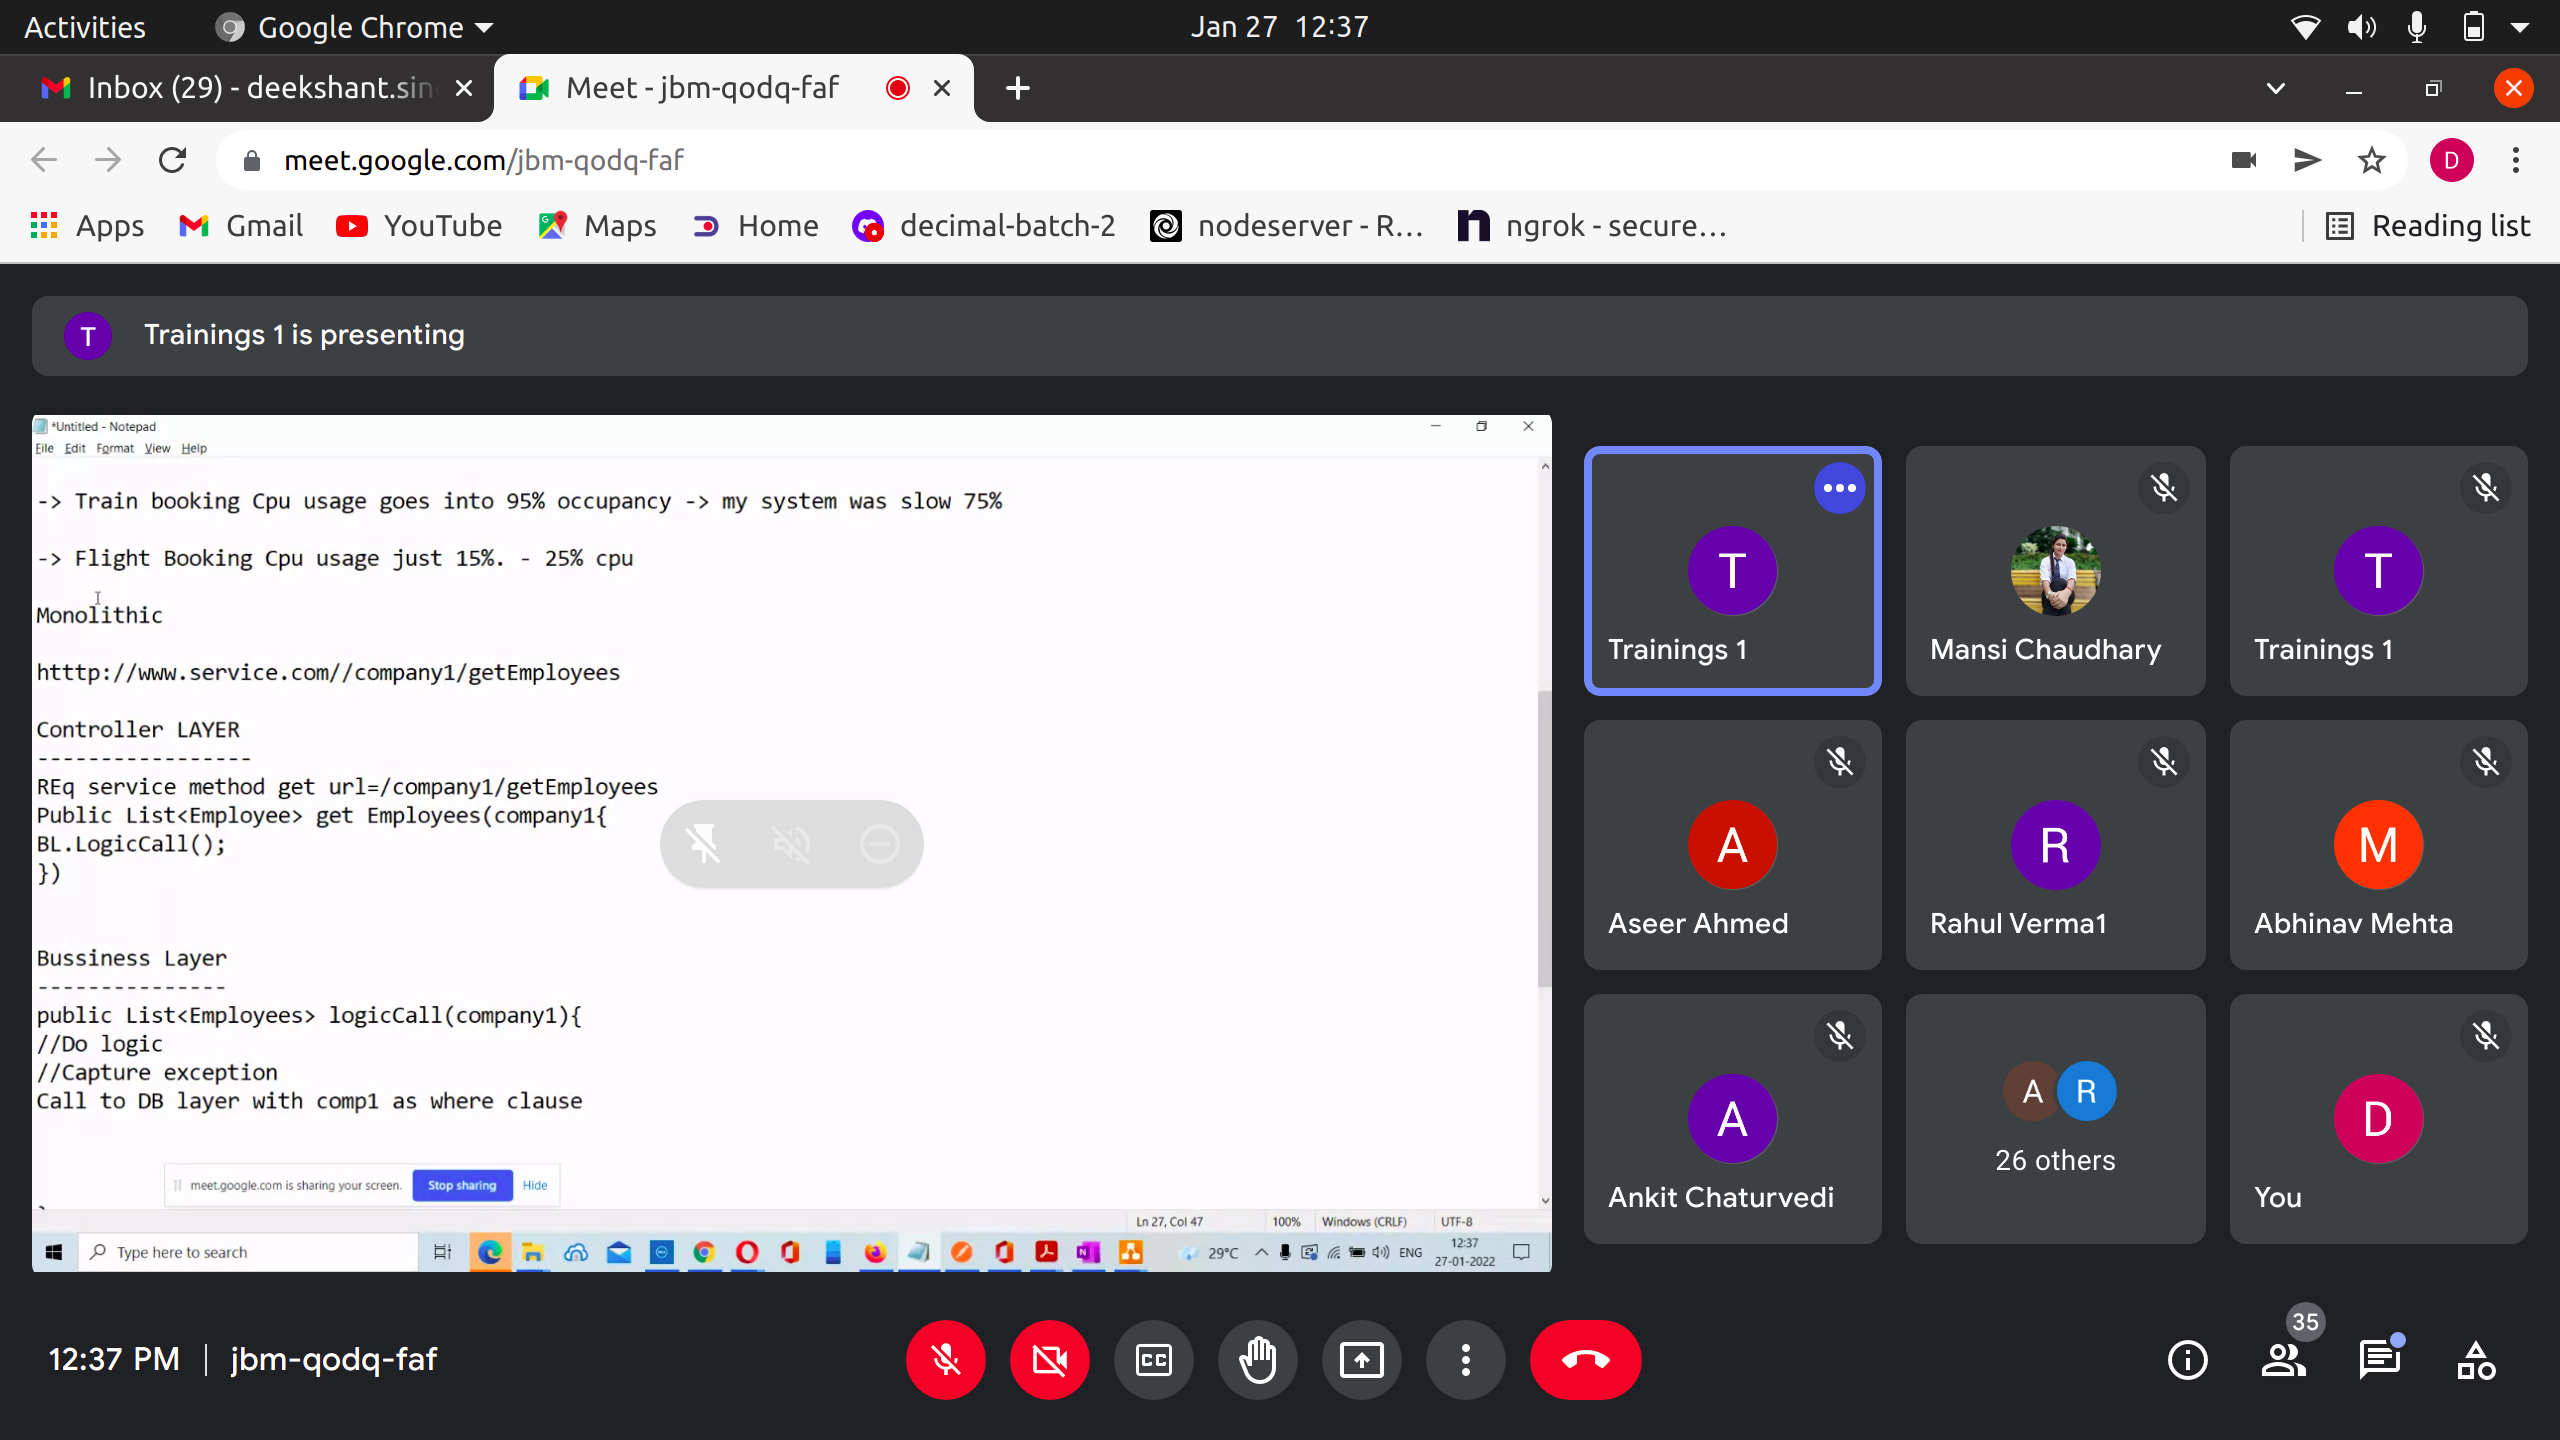 Activities Google Chrome Jan 27 12:37
Inbox (29) - deekshant.sin Meet - jbm-qodq-faf
meet.google.com/jbm-qodq-faf D
Apps Gmail YouTube Maps Home decimal-batch-2 nodeserver - R... ngrok - secure... Reading list
T Trainings 1 is presenting
*Untitled - Notepad
File Edit Format View Help
-> Train booking Cpu usage goes into 95% occupancy -> my system was slow 75%
-> Flight Booking Cpu usage just 15%. - 25% cpu
Monolithic
htttp://www.service.com//company1/getEmployees
Controller LAYER
-----------------
REq service method get url=/company1/getEmployees
Public List<Employee> get Employees(company1{
BL.LogicCall();
})
Bussiness Layer
---------------
public List<Employees> logicCall(company1){
//Do logic
//Capture exception
Call to DB layer with comp1 as where clause
meet.google.com is sharing your screen. Stop sharing Hide
Ln 27, Col 47 100% Windows (CRLF) UTF-8
Type here to search 29°C ENG 12:37
27-01-2022
T T
Trainings 1 Mansi Chaudhary Trainings 1
A R M
Aseer Ahmed Rahul Verma1 Abhinav Mehta
A A R D
Ankit Chaturvedi 26 others You
12:37 PM | jbm-qodq-faf CC 35